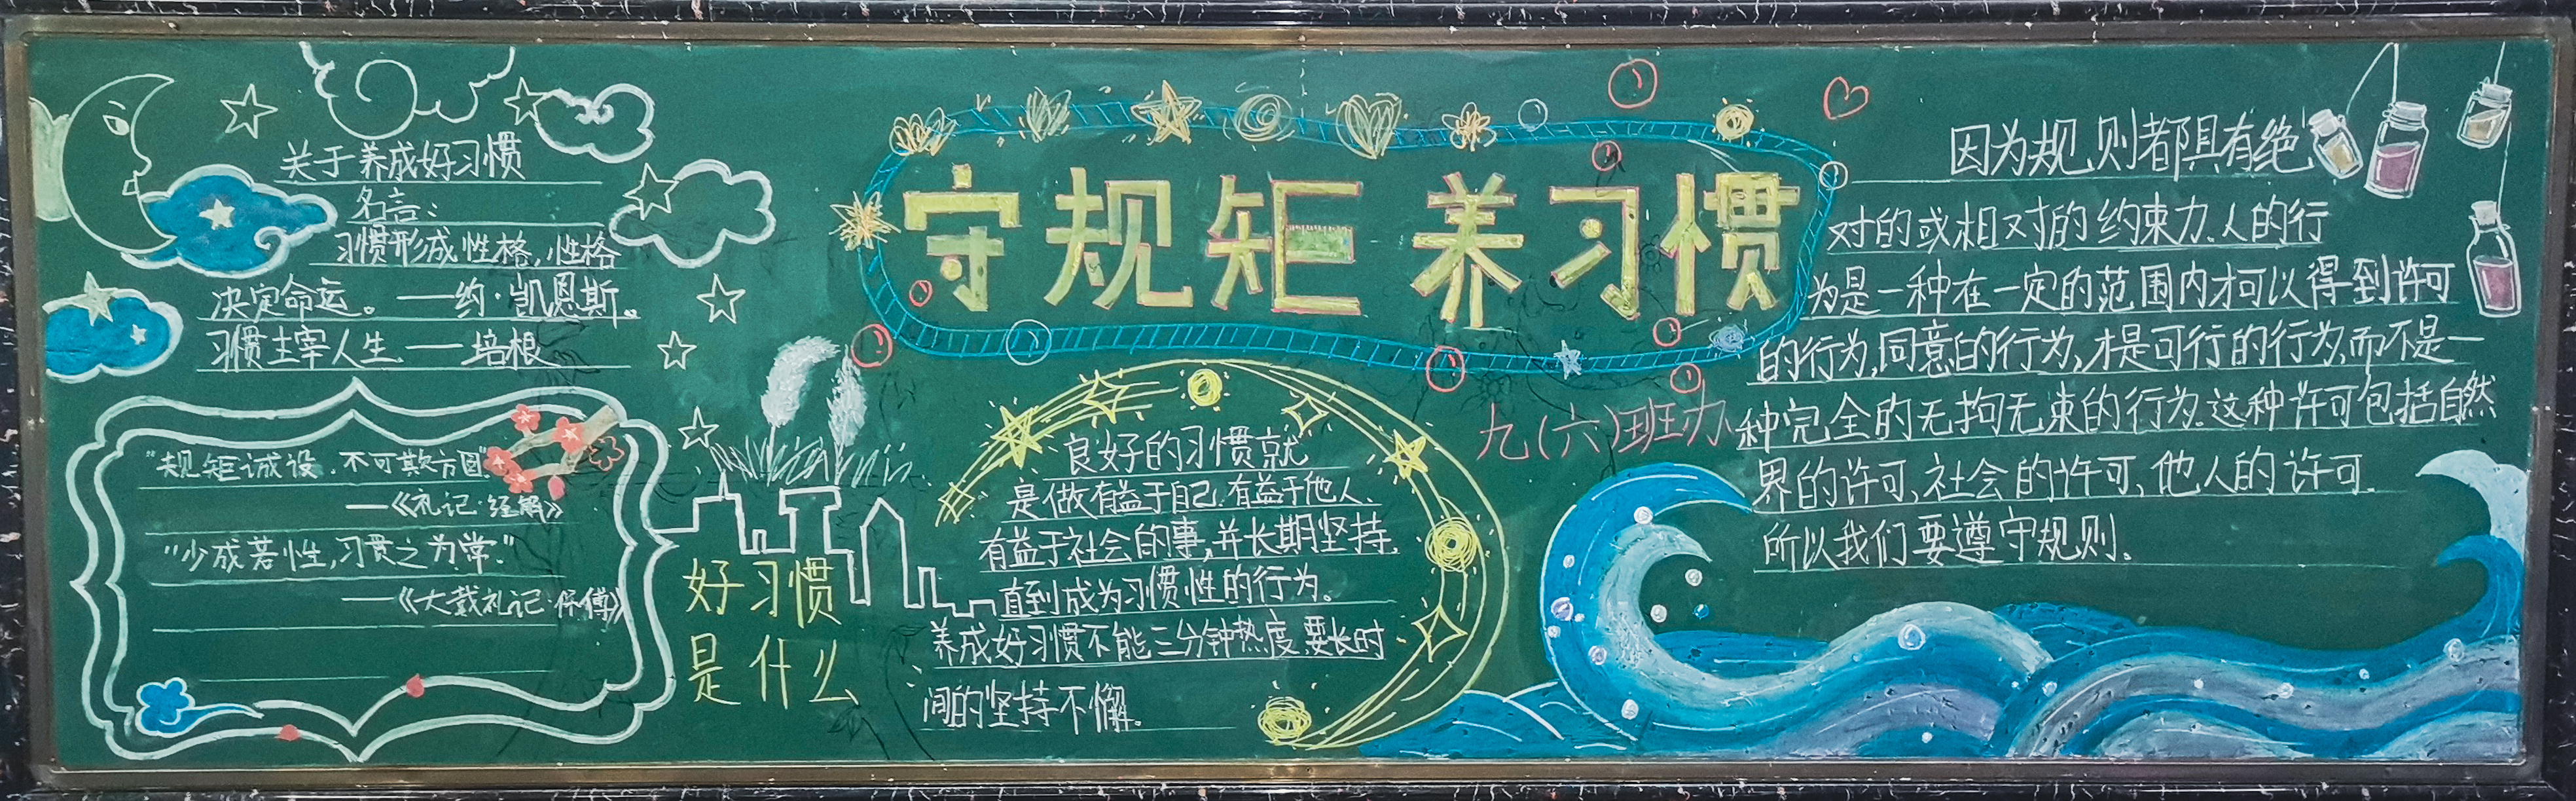 守规矩 养习惯
关于养成好习惯
名言：
习惯形成性格,性格
决定命运。——约·凯恩斯。
习惯主宰人生 ——培根
"规矩诚设.不可欺方圆"
——《礼记·经解》
"少成若性,习贯之为常."
——《大戴礼记·保傅》
好习惯
是什么
良好的习惯就
是做有益于自己.有益于他人.
有益于社会的事,并长期坚持.
直到成为习惯性的行为。
养成好习惯不能三分钟热度 要长时
间的坚持不懈.
九(六)班办
因为规则都具有绝
对的或相对的约束力.人的行
为是一种在一定的范围内才可以得到许可
的行为,同意的行为,才是可行的行为,而不是一
种完全的无拘无束的行为.这种许可包括自然
界的许可、社会的许可、他人的许可.
所以我们要遵守规则.